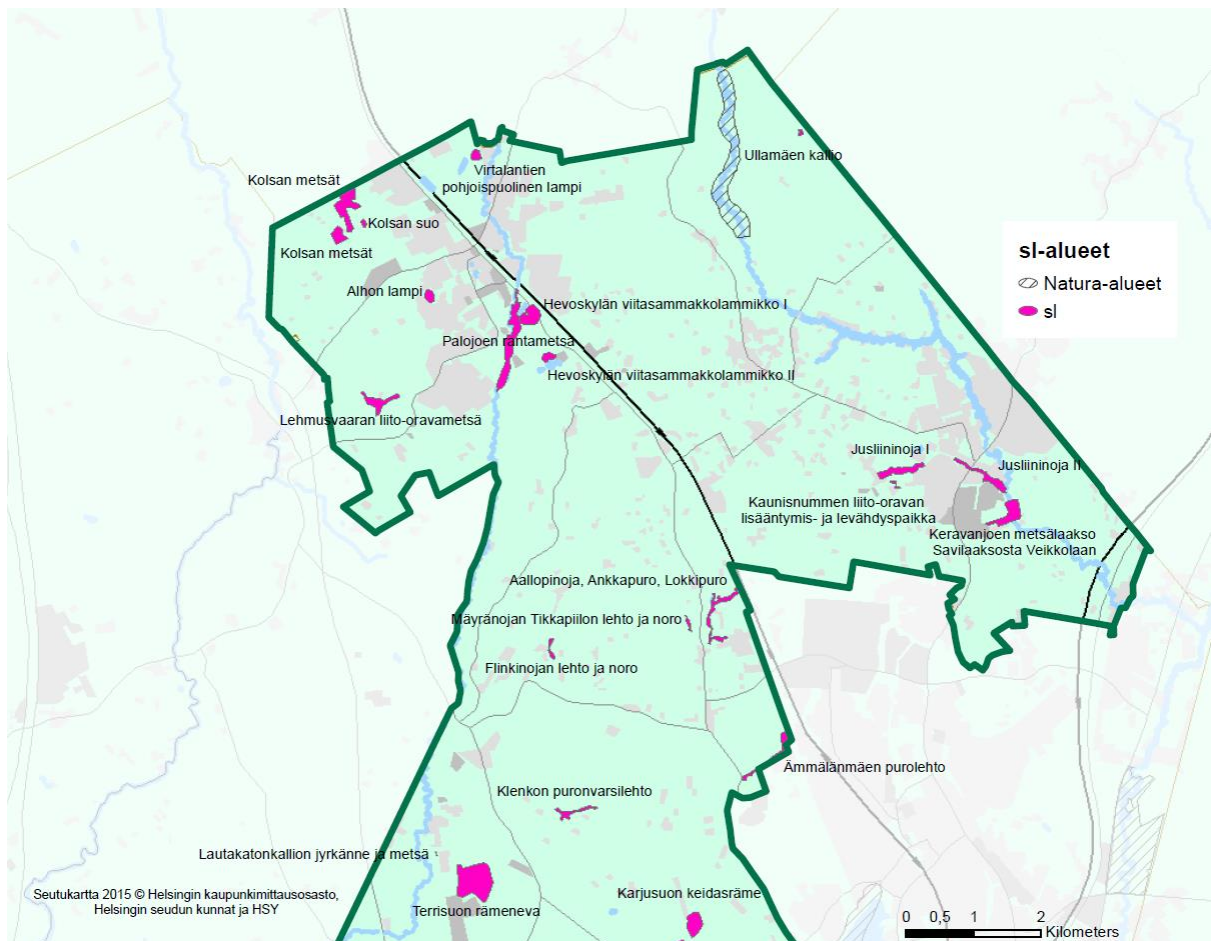 Ullamäen kallio
Virtalantien
pohjoispuolinen lampi
Kolsan metsät
Kolsan suo
Kolsan metsät
sl-alueet
Natura-alueet
sl
Alhon lampi
Hevoskylän viitasammakkolammikko I
Palojoen rantametsä
Hevoskylän viitasammakkolammikko II
Lehmusvaaran liito-oravametsä
Jusliininoja I
Jusliininoja II
Kaunisnummen liito-oravan
lisääntymis- ja levähdyspaikka
Keravanjoen metsälaakso
Savilaaksosta Veikkolaan
Aallopinoja, Ankkapuro, Lokkipuro
Mäyränojan Tikkapiilon lehto ja noro
Flinkinojan lehto ja noro
Ämmälänmäen purolehto
Klenkon puronvarsilehto
Lautakatonkallion jyrkänne ja metsä
Terrisuon rämeneva
Karjusuon keidasräme
Seutukartta 2015 © Helsingin kaupunkimittausosasto,
Helsingin seudun kunnat ja HSY
0 0,5 1 2
Kilometers